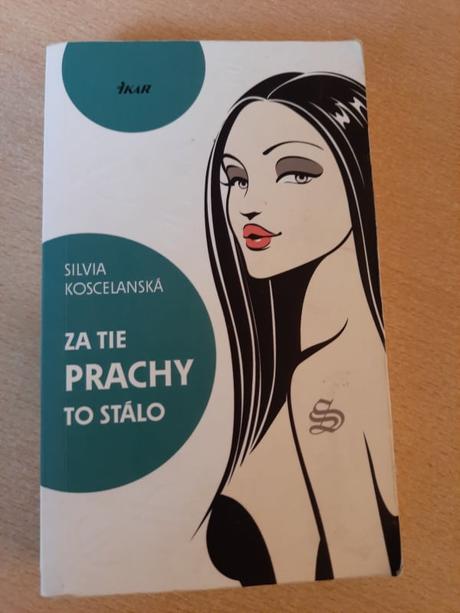 IKAR
SILVIA
KOSCELANSKÁ
ZA TIE
PRACHY
TO STÁLO
S